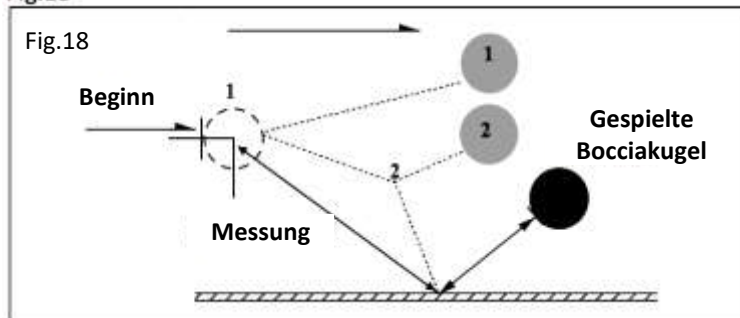 Fig.18
1
1
Beginn
2
Gespielte
Bocciakugel
2
Messung